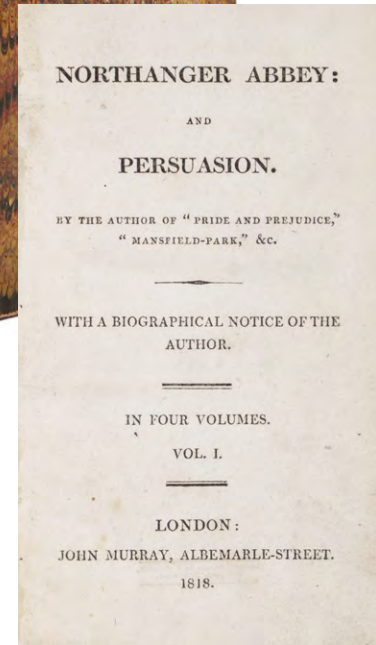 NORTHANGER ABBEY:
AND
PERSUASION.
BY THE AUTHOR OF “ PRIDE AND PREJUDICE,”
“ MANSFIELD-PARK,” &c.
WITH A BIOGRAPHICAL NOTICE OF THE
AUTHOR.
IN FOUR VOLUMES.
VOL. I.
LONDON:
JOHN MURRAY, ALBEMARLE-STREET.
1818.